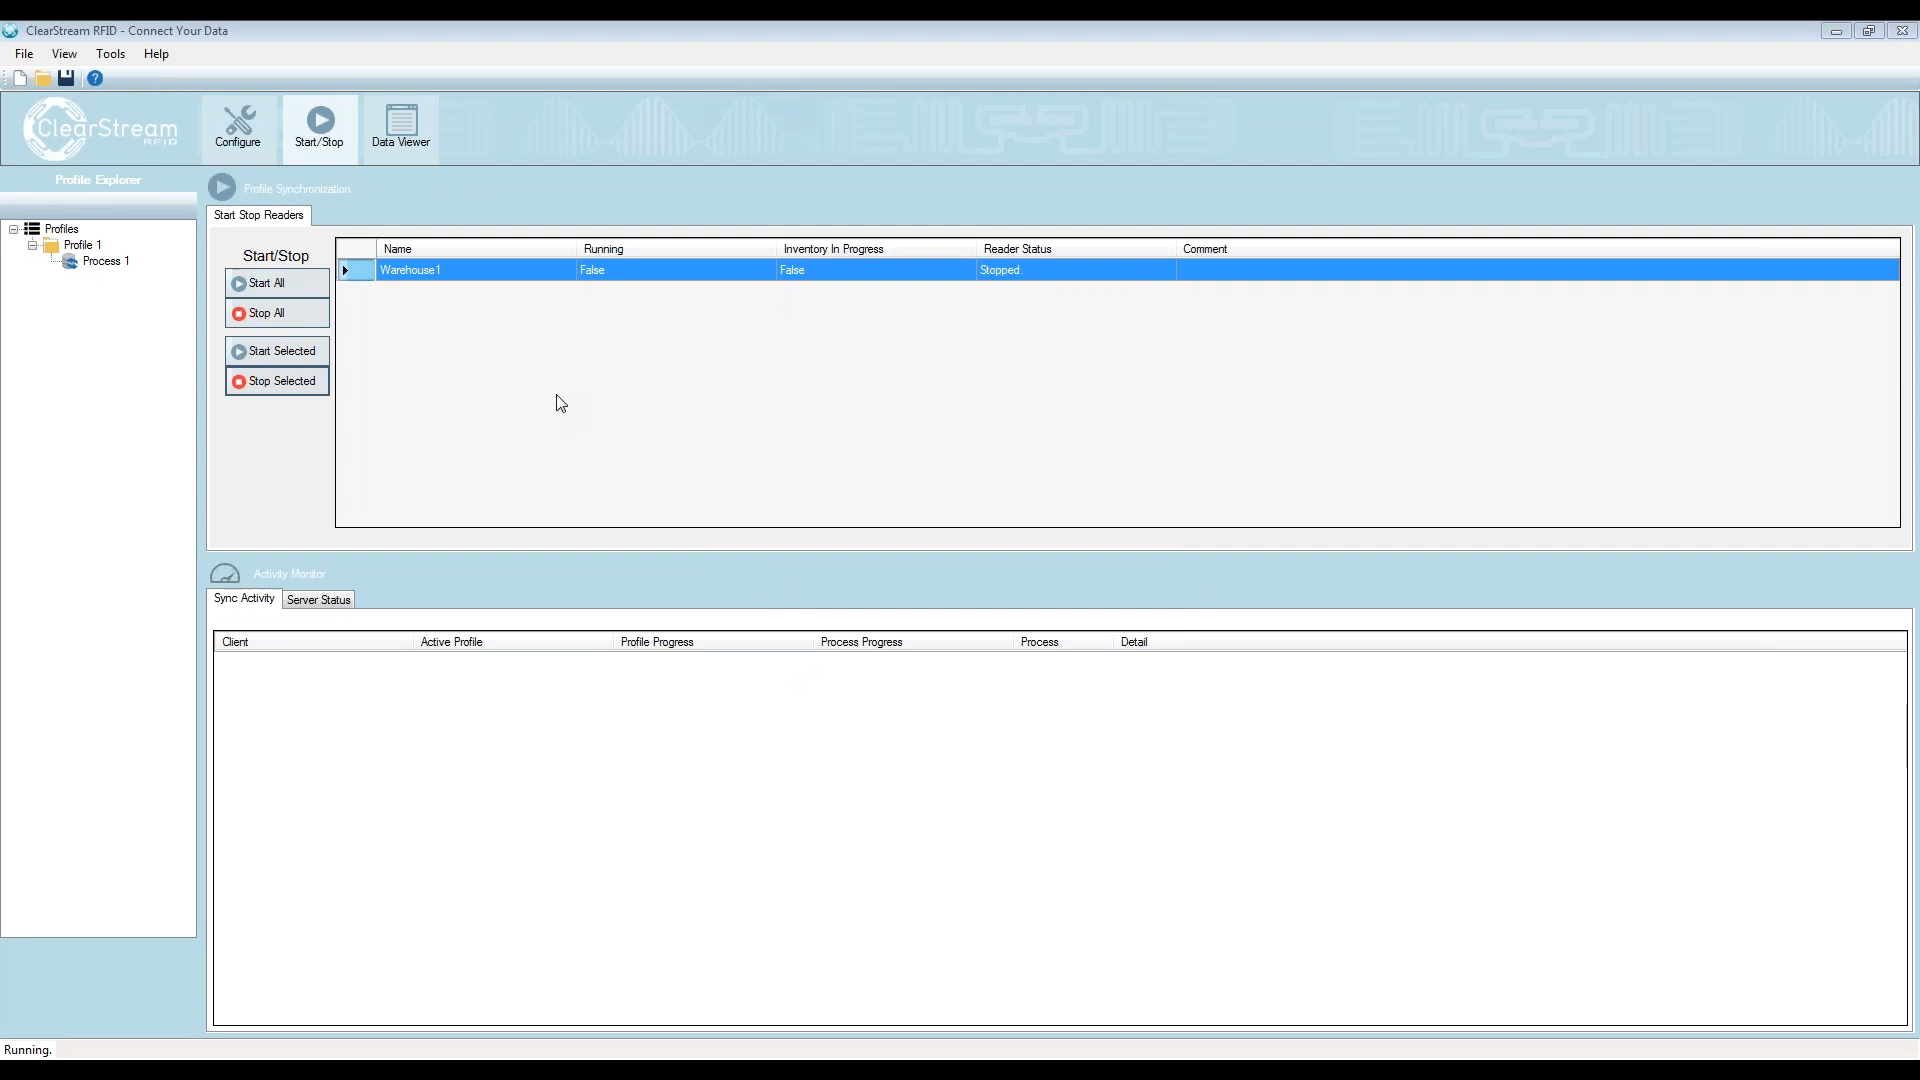 ClearStream RFID - Connect Your Data
File View Tools Help
ClearStream
RFID
Configure
Start/Stop
Data Viewer
Profile Explorer
Profile Synchronization
Profiles
Profile 1
Process 1
Start Stop Readers
Start/Stop
Start All
Stop All
Start Selected
Stop Selected
Name Running Inventory In Progress Reader Status Comment
Warehouse1 False False Stopped.
Activity Monitor
Sync Activity Server Status
Client Active Profile Profile Progress Process Progress Process Detail
Running.